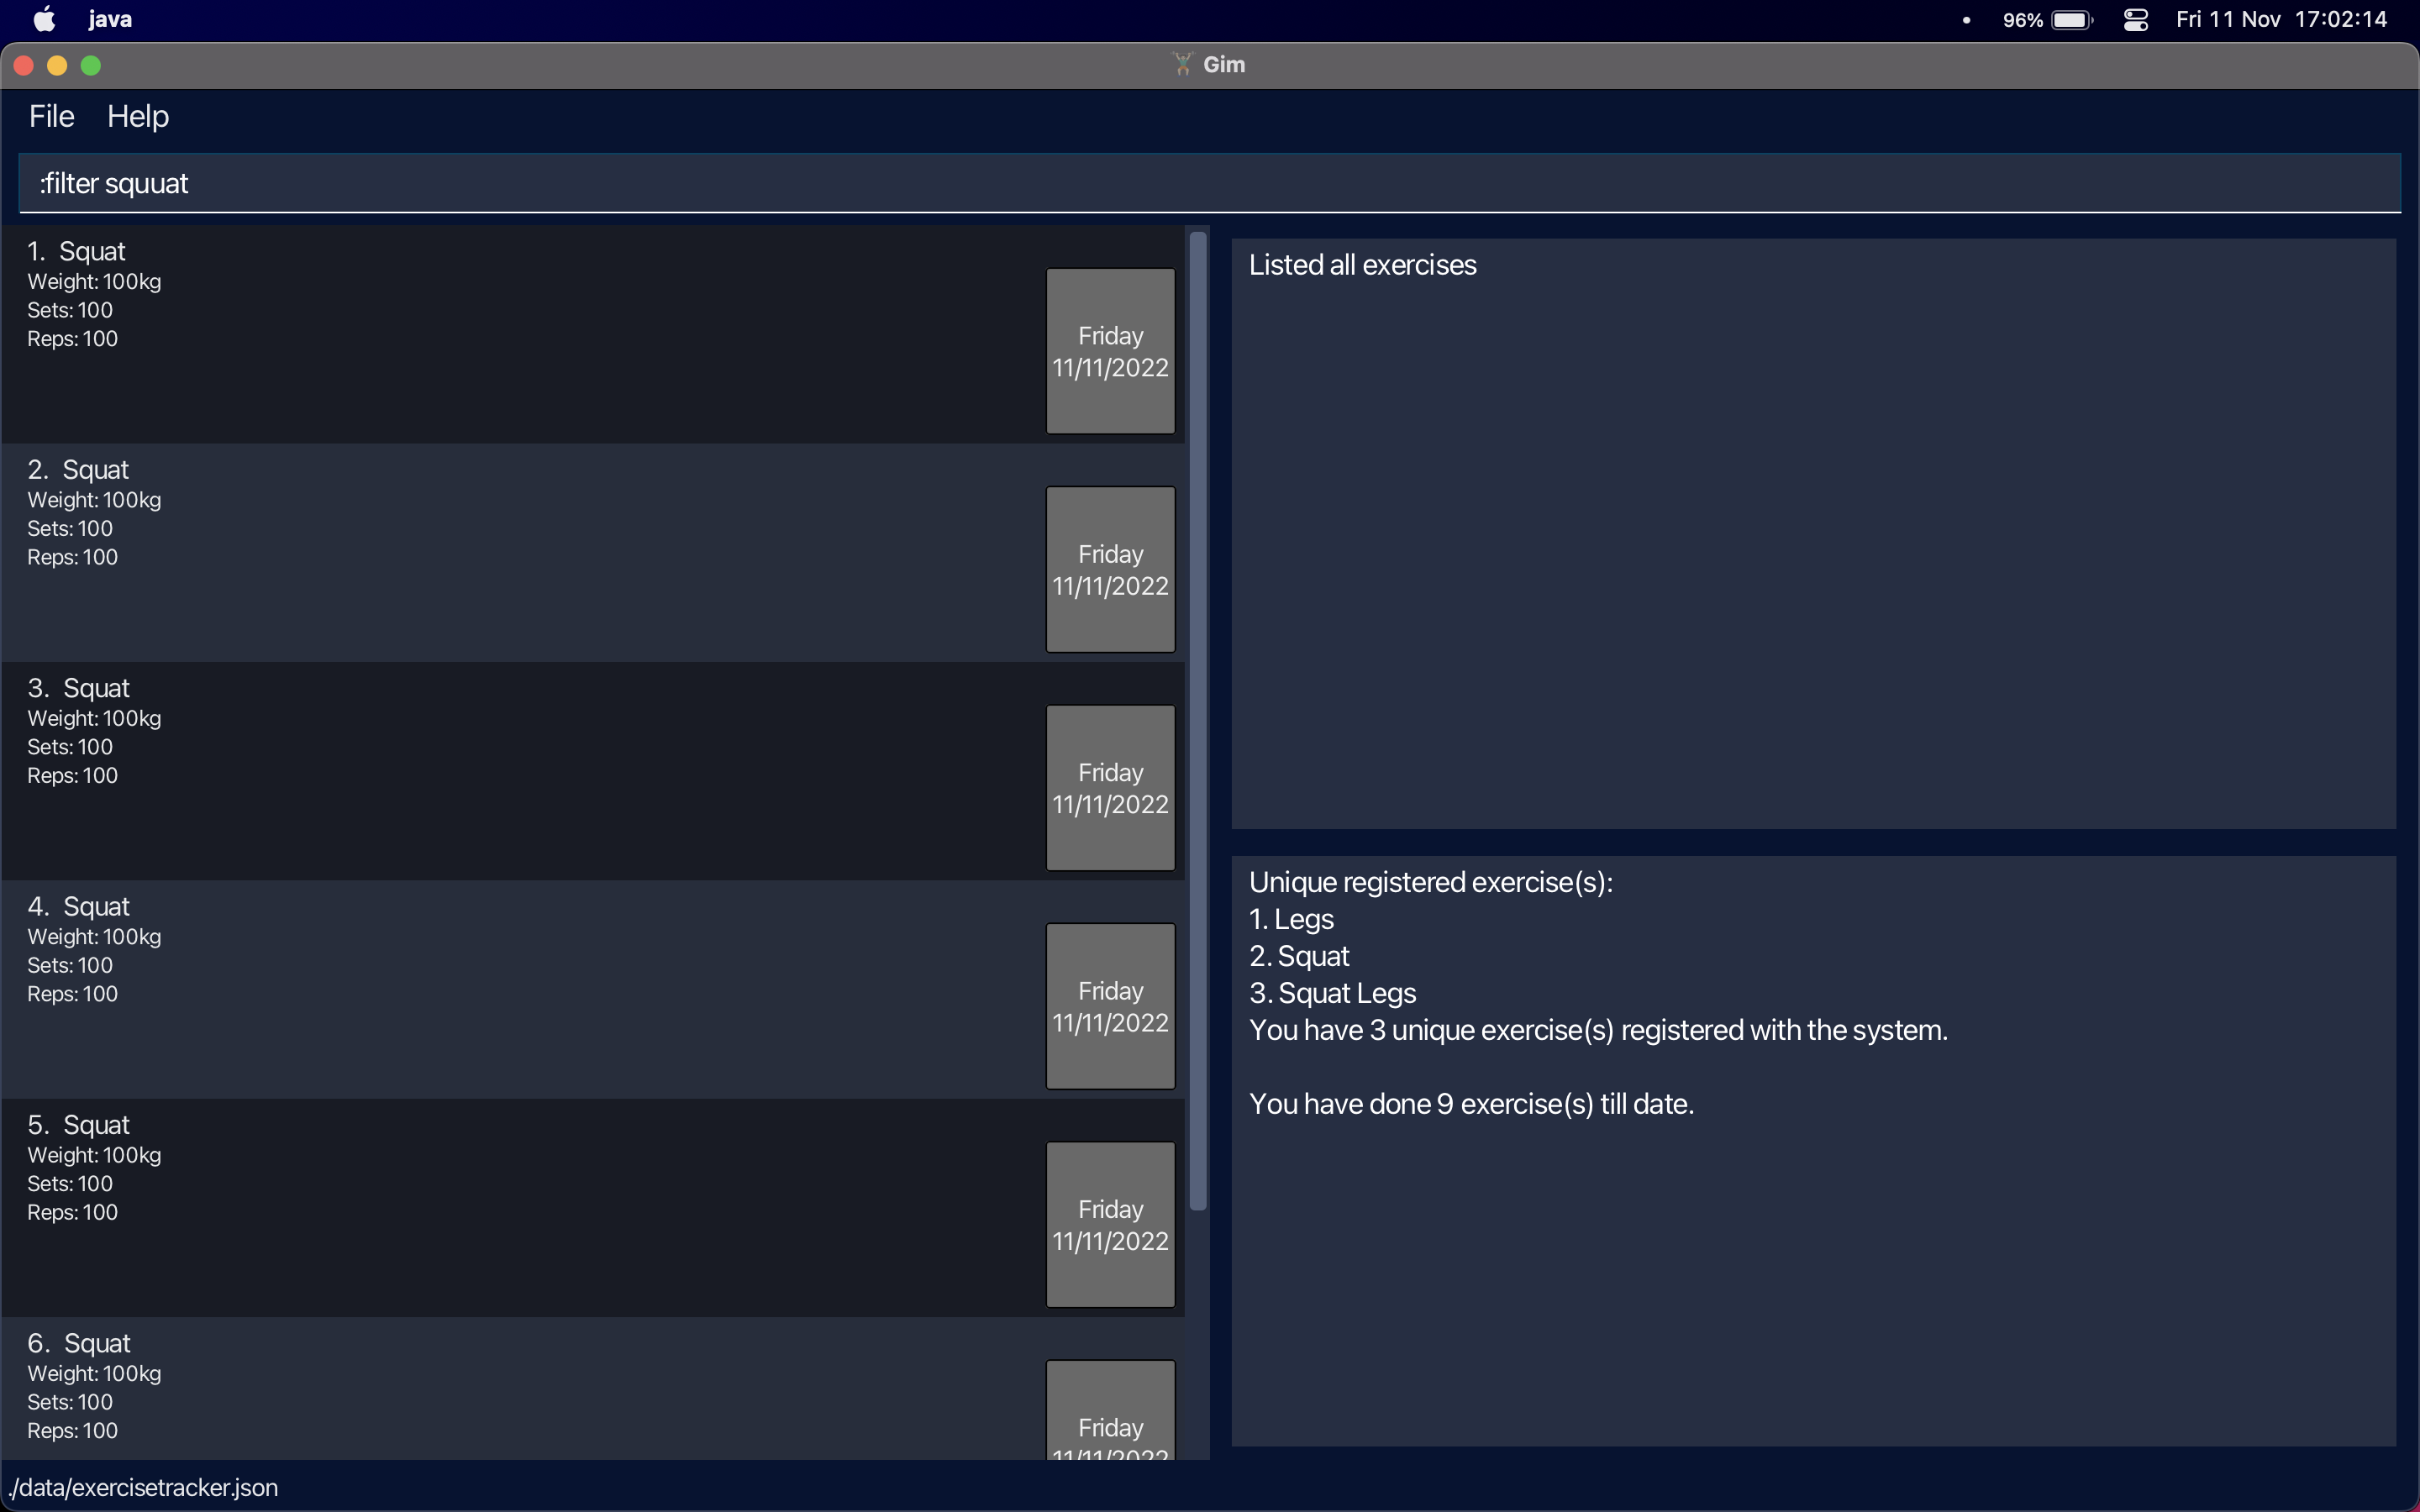 java
96%
Fri 11 Nov 17:02:14
Gim
File Help
:filter squuat
1. Squat
Weight: 100kg
Sets: 100
Reps: 100
Friday
11/11/2022
2. Squat
Weight: 100kg
Sets: 100
Reps: 100
Friday
11/11/2022
3. Squat
Weight: 100kg
Sets: 100
Reps: 100
Friday
11/11/2022
4. Squat
Weight: 100kg
Sets: 100
Reps: 100
Friday
11/11/2022
5. Squat
Weight: 100kg
Sets: 100
Reps: 100
Friday
11/11/2022
6. Squat
Weight: 100kg
Sets: 100
Reps: 100
Friday
11/11/2022
Listed all exercises
Unique registered exercise(s):
1. Legs
2. Squat
3. Squat Legs
You have 3 unique exercise(s) registered with the system.
You have done 9 exercise(s) till date.
./data/exercisetracker.json